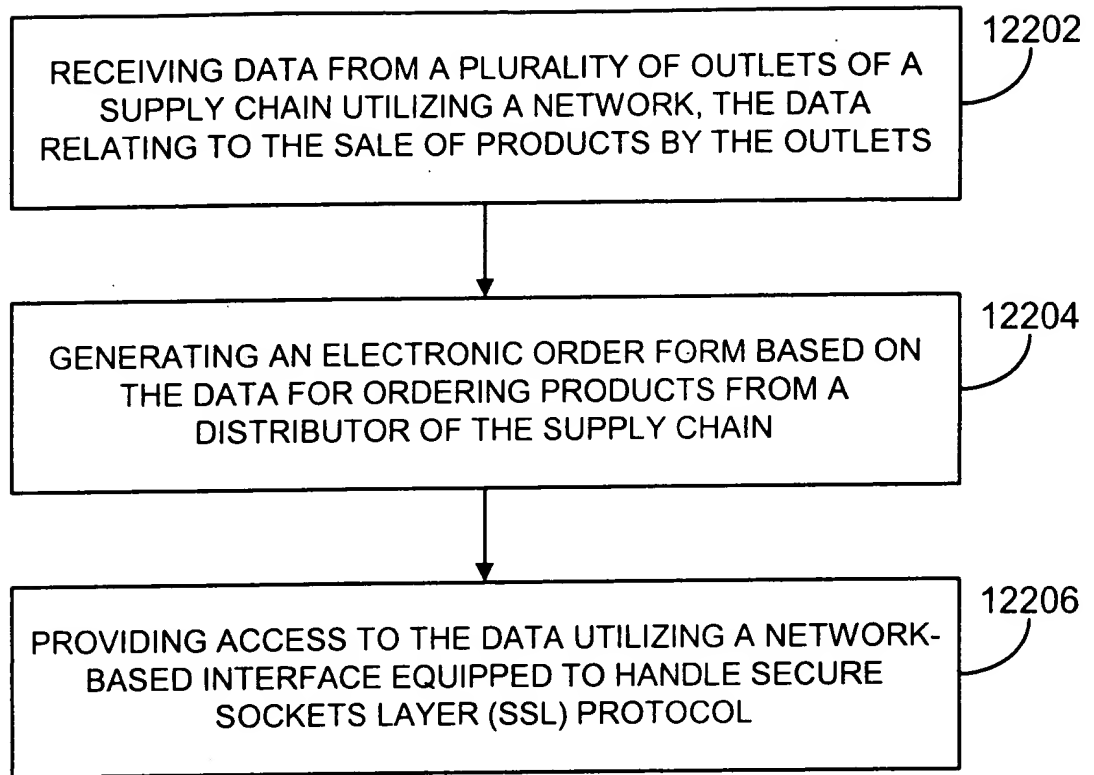 12202
RECEIVING DATA FROM A PLURALITY OF OUTLETS OF A
SUPPLY CHAIN UTILIZING A NETWORK, THE DATA
RELATING TO THE SALE OF PRODUCTS BY THE OUTLETS
12204
GENERATING AN ELECTRONIC ORDER FORM BASED ON
THE DATA FOR ORDERING PRODUCTS FROM A
DISTRIBUTOR OF THE SUPPLY CHAIN
12206
PROVIDING ACCESS TO THE DATA UTILIZING A NETWORK-
BASED INTERFACE EQUIPPED TO HANDLE SECURE
SOCKETS LAYER (SSL) PROTOCOL